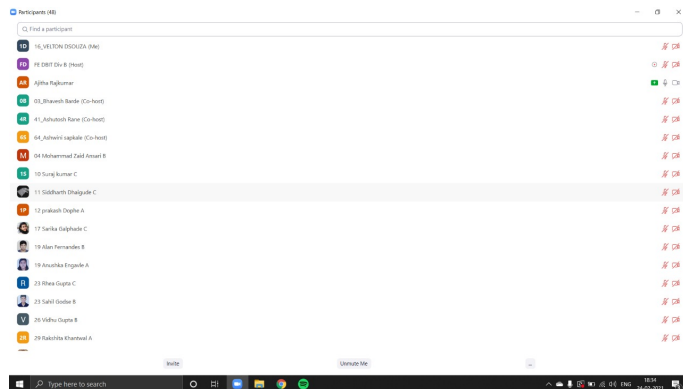 Participants (48)
Find a participant
1D 16_VELTON DSOUZA (Me)
FD FE DBIT Div B (Host)
AR Ajitha Rajkumar
0B 03_Bhavesh Barde (Co-host)
4R 41_Ashutosh Rane (Co-host)
6S 64_Ashwini sapkale (Co-host)
M 04 Mohammad Zaid Ansari B
1S 10 Suraj kumar C
11 Siddharth Dhaigude C
1P 12 prakash Dophe A
17 Sarika Galphade C
19 Alan Fernandes B
19 Anushka Engavle A
R 23 Rhea Gupta C
23 Sahil Godse B
V 26 Vidhu Gupta B
2R 29 Rakshita Khantwal A
Invite Unmute Me ...
Type here to search ENG 18:34
24-02-2021